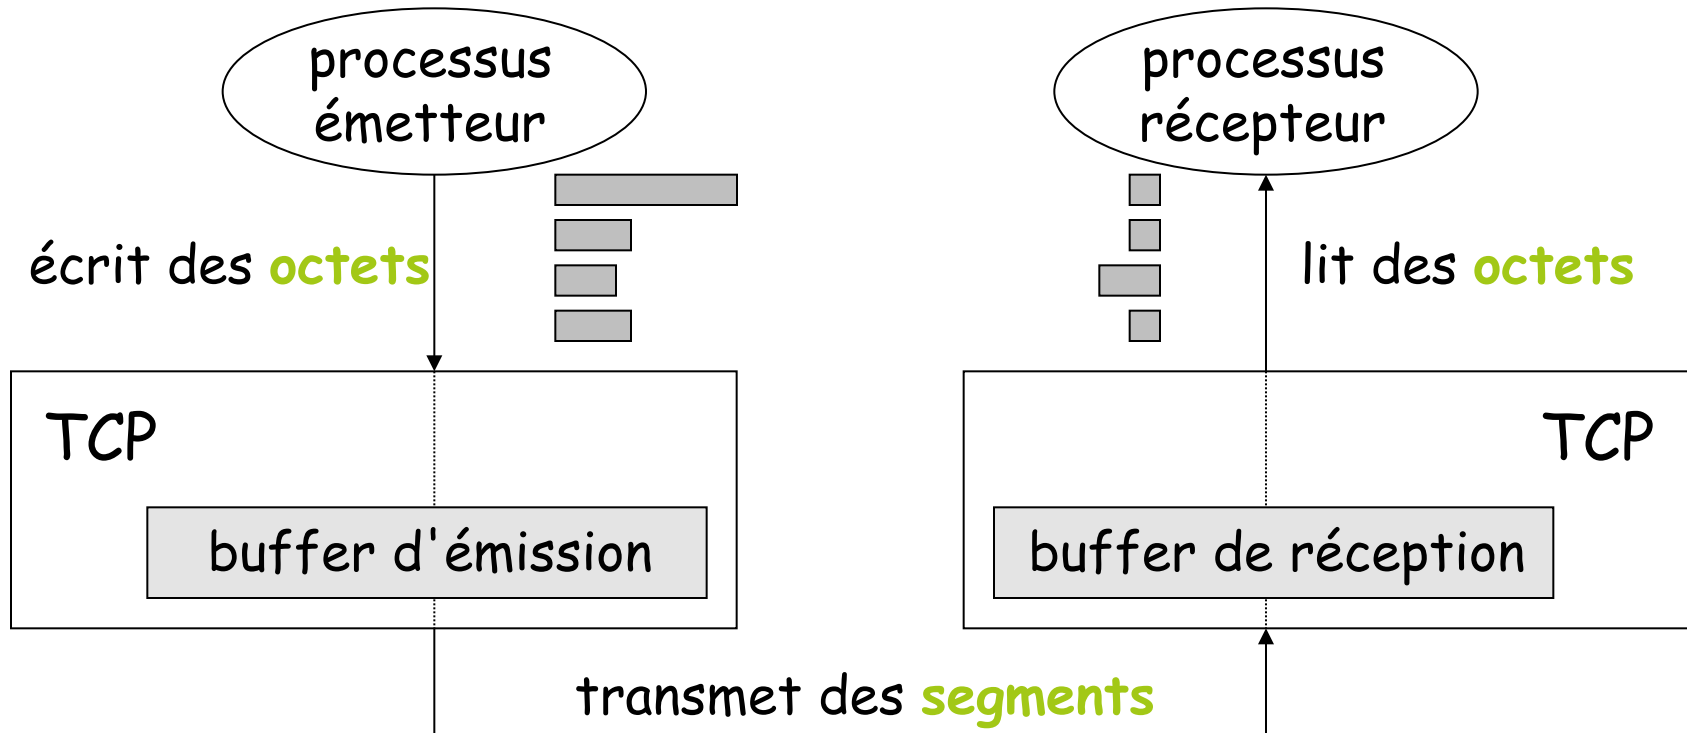 processus
émetteur
processus
récepteur
écrit des octets
lit des octets
TCP
TCP
buffer d'émission
buffer de réception
transmet des segments